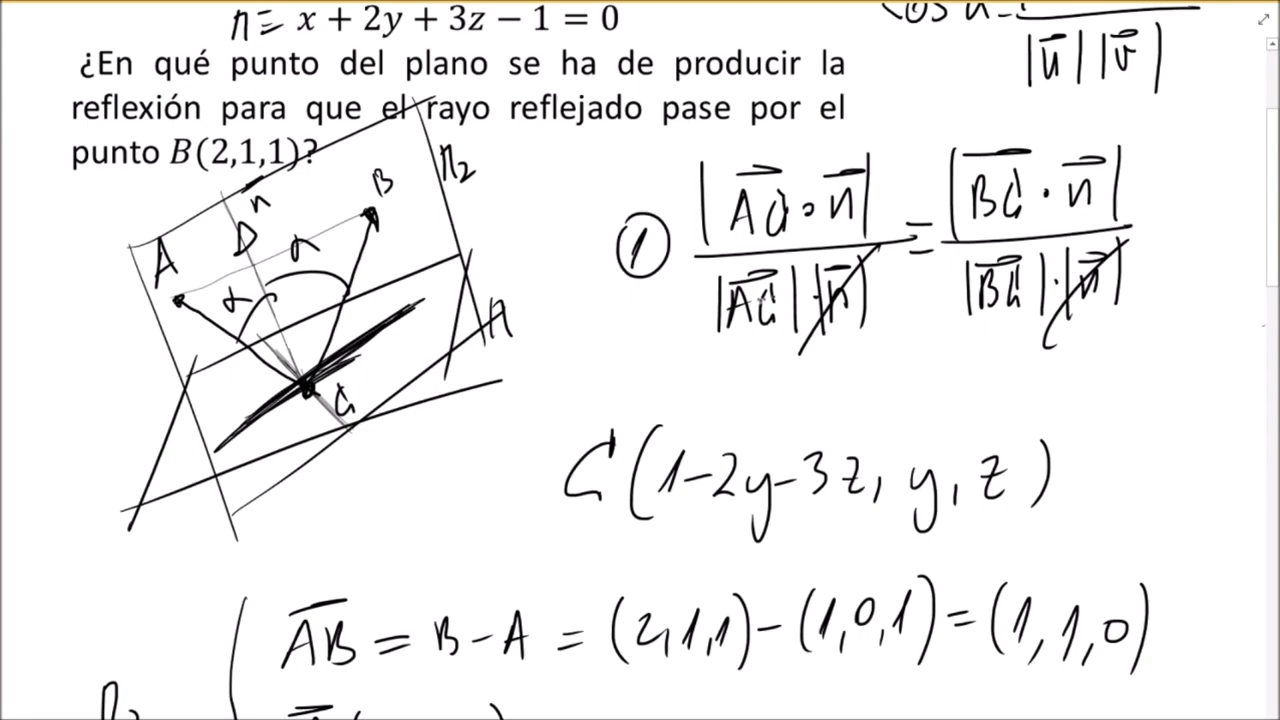 π ≡ x + 2y + 3z − 1 = 0
¿En qué punto del plano se ha de producir la
reflexión para que el rayo reflejado pase por el
punto B(2,1,1)?
|u| |v|
A
D
n
B
π2
α
α
π
C
① |AC · n| / |AC| · |n| = |BC · n| / |BC| · |n|
C (1-2y-3z, y, z)
AB = B - A = (2,1,1) - (1,0,1) = (1,1,0)